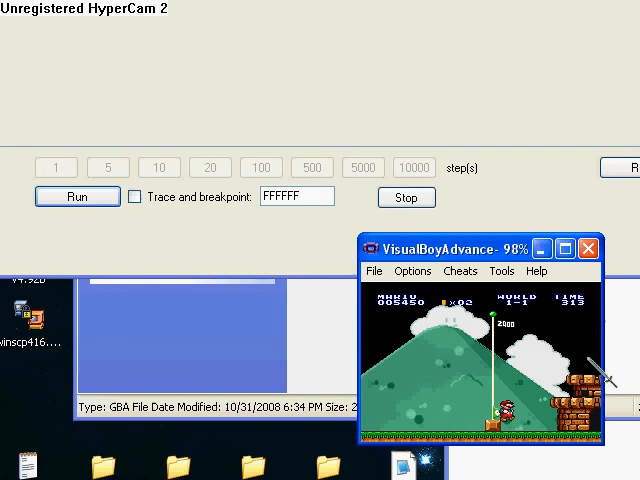 Unregistered HyperCam 2
1 5 10 20 100 500 5000 10000 step(s)
Run Trace and breakpoint: FFFFFF Stop
VisualBoyAdvance- 98%
File Options Cheats Tools Help
MARIO WORLD TIME
005450 x02 1-1 313
2000
winscp416....
Type: GBA File Date Modified: 10/31/2008 6:34 PM Size: 2